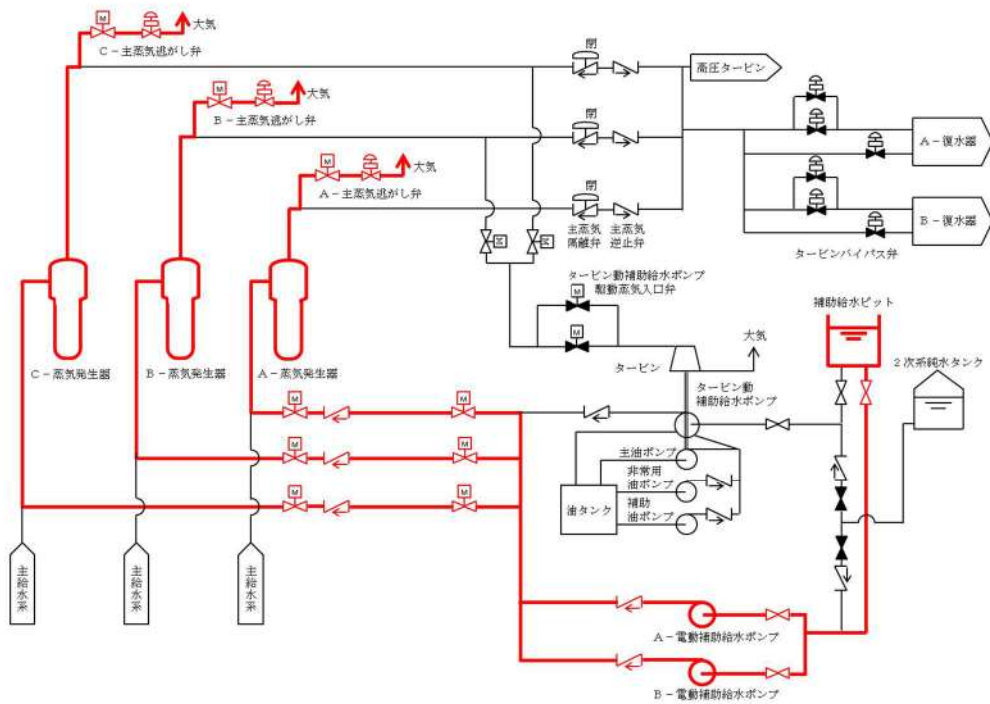 M
大気
C－主蒸気逃がし弁
M
大気
B－主蒸気逃がし弁
M
大気
A－主蒸気逃がし弁
閉
閉
閉
主蒸気
隔離弁
主蒸気
逆止弁
高圧タービン
A－復水器
B－復水器
タービンバイパス弁
M
M
タービン動補助給水ポンプ
駆動蒸気入口弁
M
M
タービン
大気
タービン動
補助給水ポンプ
補助給水ピット
2次系純水タンク
C－蒸気発生器
B－蒸気発生器
A－蒸気発生器
M
M
M
M
M
M
主油ポンプ
非常用
油ポンプ
補助
油ポンプ
油タンク
主給水系
主給水系
主給水系
A－電動補助給水ポンプ
B－電動補助給水ポンプ